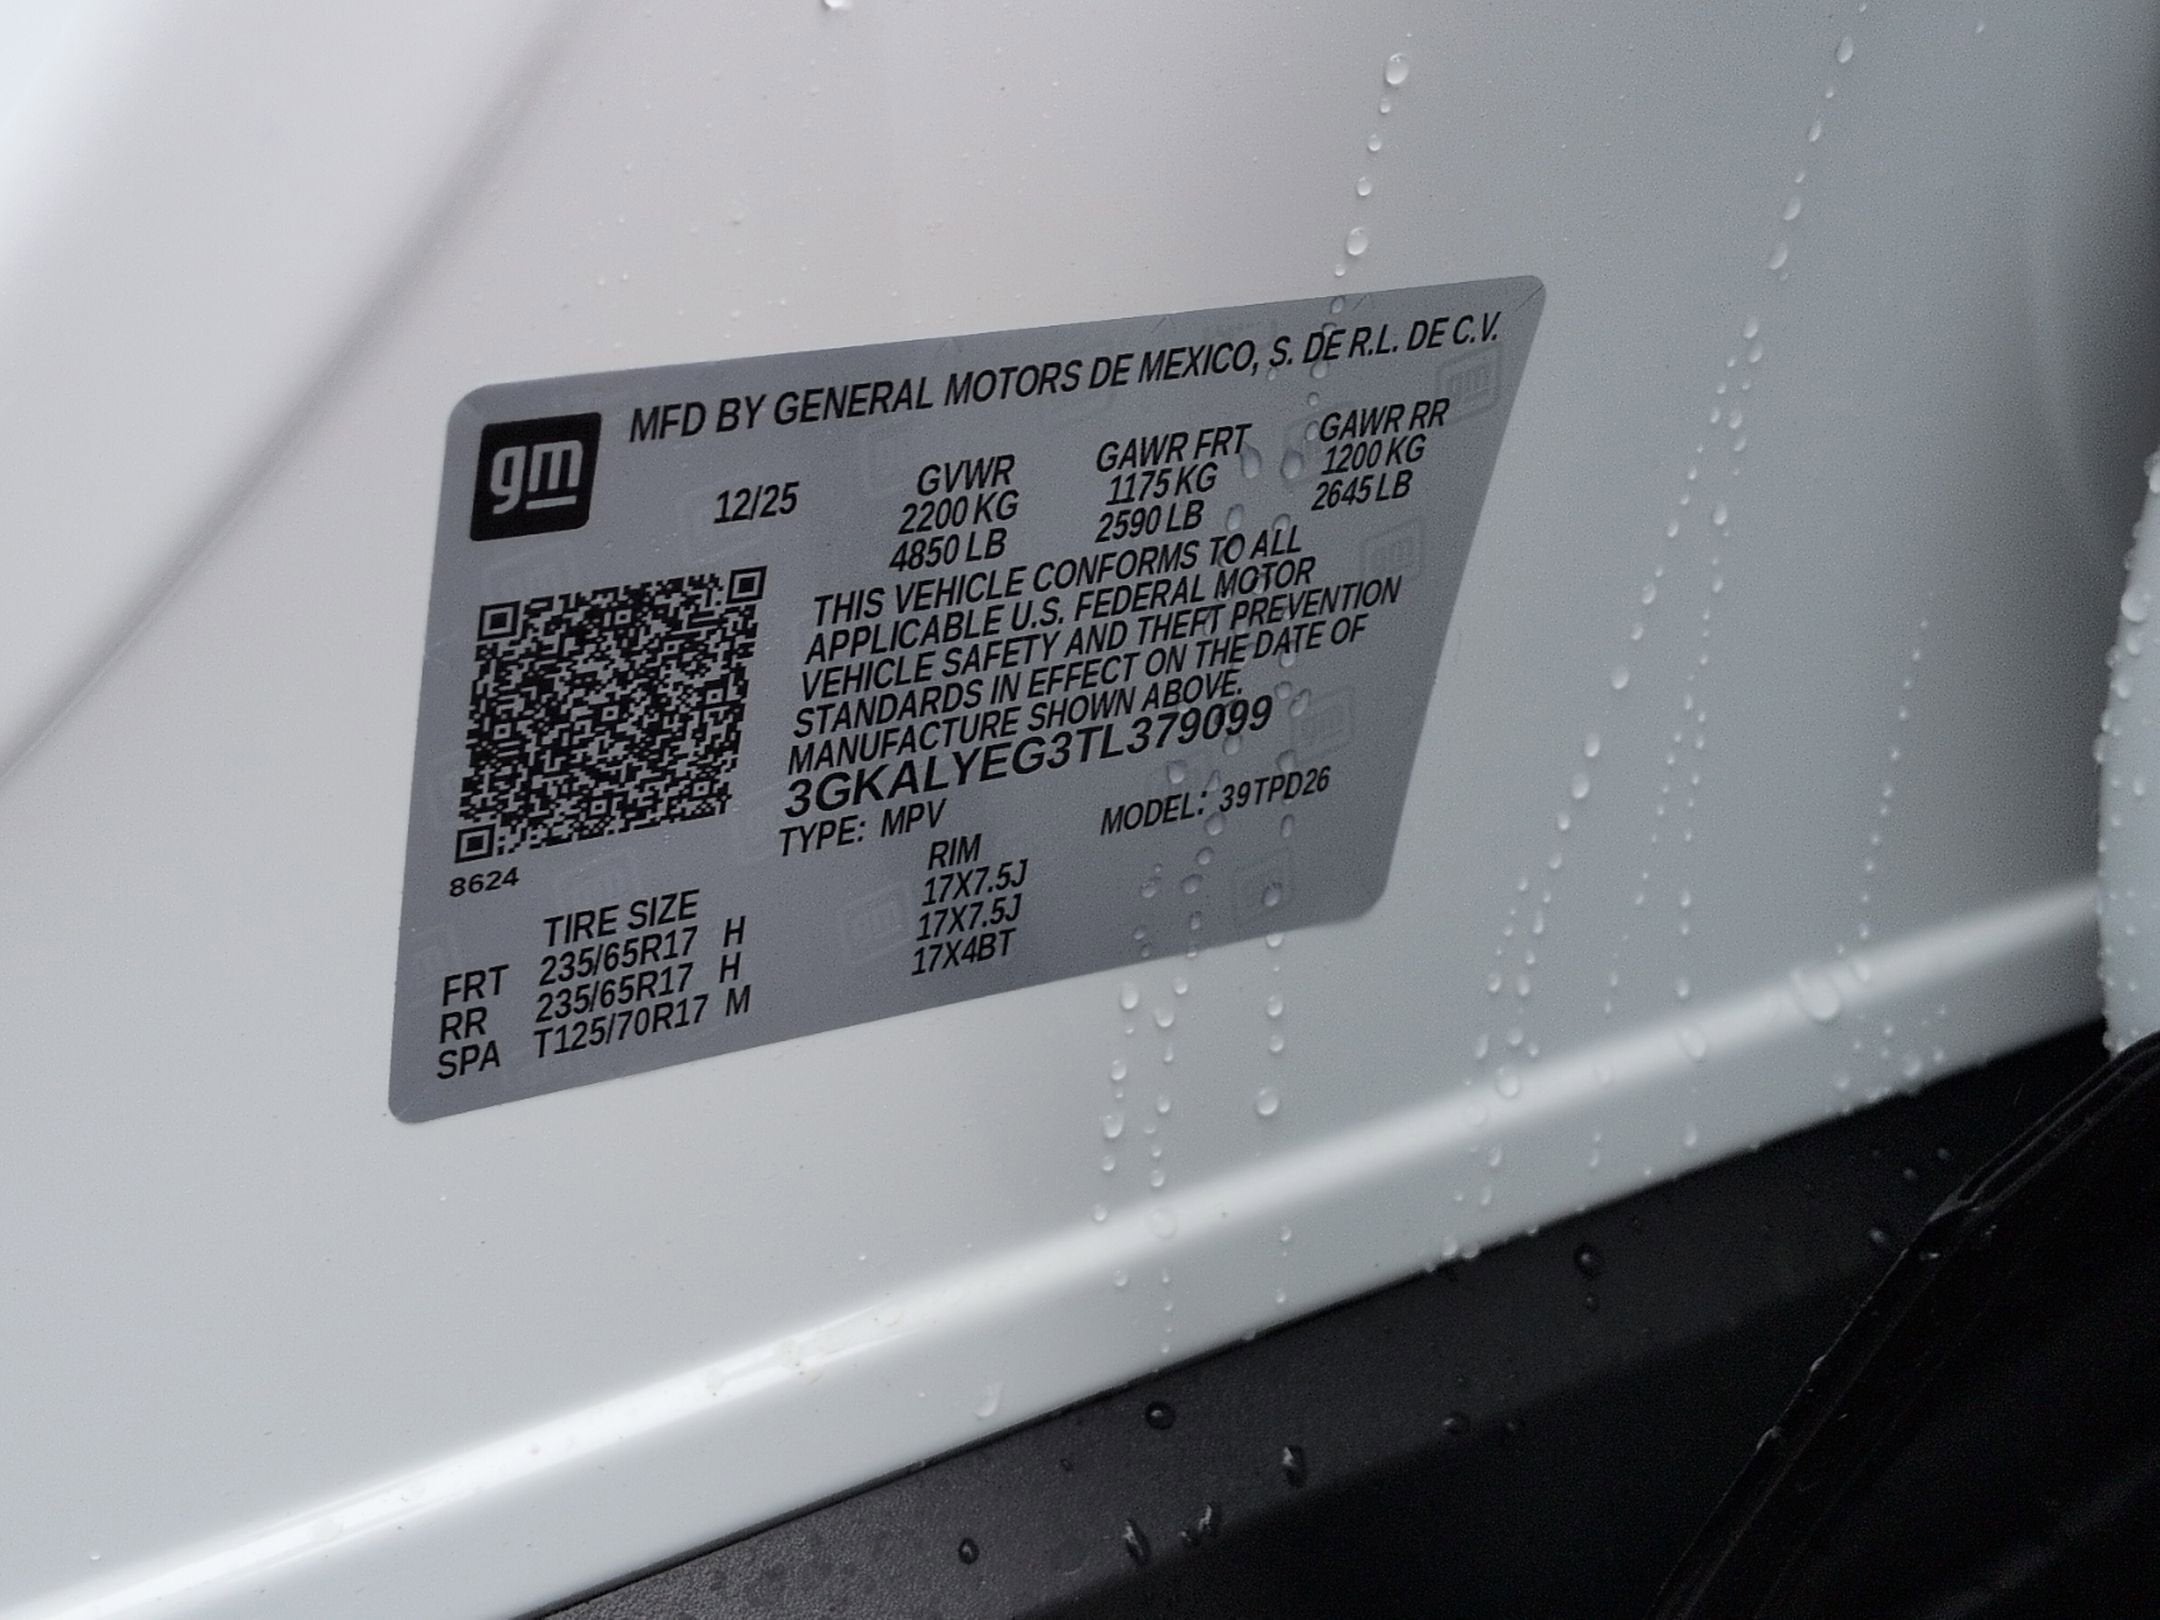 gm
MFD BY GENERAL MOTORS DE MEXICO, S. DE R.L. DE C.V.
12/25 GVWR GAWR FRT GAWR RR
2200 KG 1175 KG 1200 KG
4850 LB 2590 LB 2645 LB
THIS VEHICLE CONFORMS TO ALL
APPLICABLE U.S. FEDERAL MOTOR
VEHICLE SAFETY AND THEFT PREVENTION
STANDARDS IN EFFECT ON THE DATE OF
MANUFACTURE SHOWN ABOVE.
3GKALYEG3TL379099
TYPE: MPV MODEL: 39TPD26
8624
TIRE SIZE RIM
FRT 235/65R17 H 17X7.5J
RR 235/65R17 H 17X7.5J
SPA T125/70R17 M 17X4BT